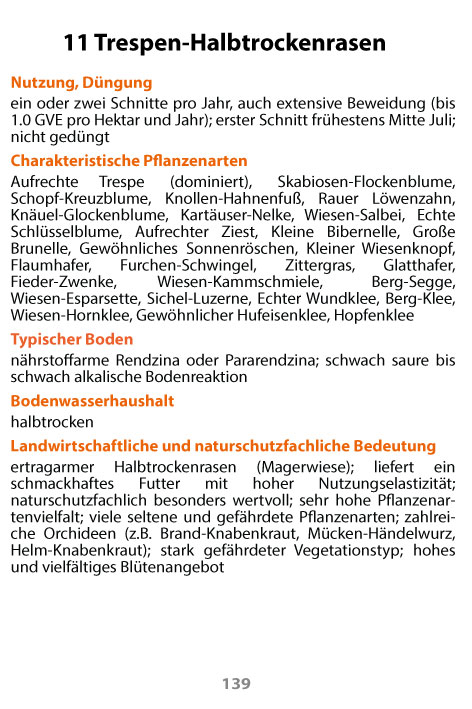 11 Trespen-Halbtrockenrasen
Nutzung, Düngung
ein oder zwei Schnitte pro Jahr, auch extensive Beweidung (bis
1.0 GVE pro Hektar und Jahr); erster Schnitt frühestens Mitte Juli;
nicht gedüngt
Charakteristische Pflanzenarten
Aufrechte Trespe (dominiert), Skabiosen-Flockenblume,
Schopf-Kreuzblume, Knollen-Hahnenfuß, Rauer Löwenzahn,
Knäuel-Glockenblume, Kartäuser-Nelke, Wiesen-Salbei, Echte
Schlüsselblume, Aufrechter Ziest, Kleine Bibernelle, Große
Brunelle, Gewöhnliches Sonnenröschen, Kleiner Wiesenknopf,
Flaumhafer, Furchen-Schwingel, Zittergras, Glatthafer,
Fieder-Zwenke, Wiesen-Kammschmiele, Berg-Segge,
Wiesen-Esparsette, Sichel-Luzerne, Echter Wundklee, Berg-Klee,
Wiesen-Hornklee, Gewöhnlicher Hufeisenklee, Hopfenklee
Typischer Boden
nährstoffarme Rendzina oder Pararendzina; schwach saure bis
schwach alkalische Bodenreaktion
Bodenwasserhaushalt
halbtrocken
Landwirtschaftliche und naturschutzfachliche Bedeutung
ertragarmer Halbtrockenrasen (Magerwiese); liefert ein
schmackhaftes Futter mit hoher Nutzungselastizität;
naturschutzfachlich besonders wertvoll; sehr hohe Pflanzenar-
tenvielfalt; viele seltene und gefährdete Pflanzenarten; zahlrei-
che Orchideen (z.B. Brand-Knabenkraut, Mücken-Händelwurz,
Helm-Knabenkraut); stark gefährdeter Vegetationstyp; hohes
und vielfältiges Blütenangebot
139